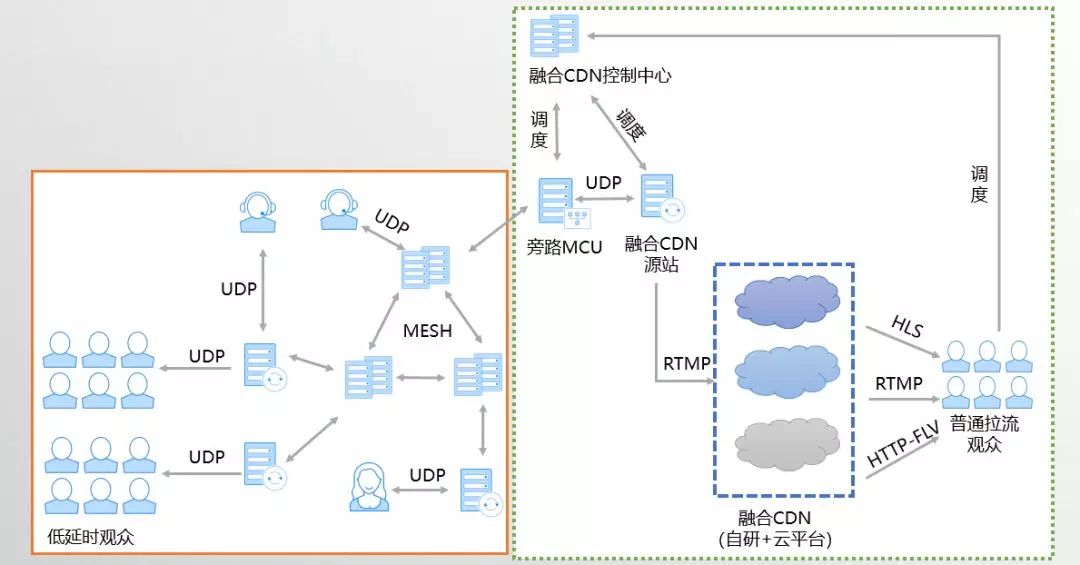 融合CDN控制中心
调度
调度
调度
UDP
旁路MCU
融合CDN
源站
UDP
UDP
MESH
UDP
UDP
UDP
低延时观众
RTMP
HLS
RTMP
HTTP-FLV
普通拉流
观众
融合CDN
(自研+云平台)